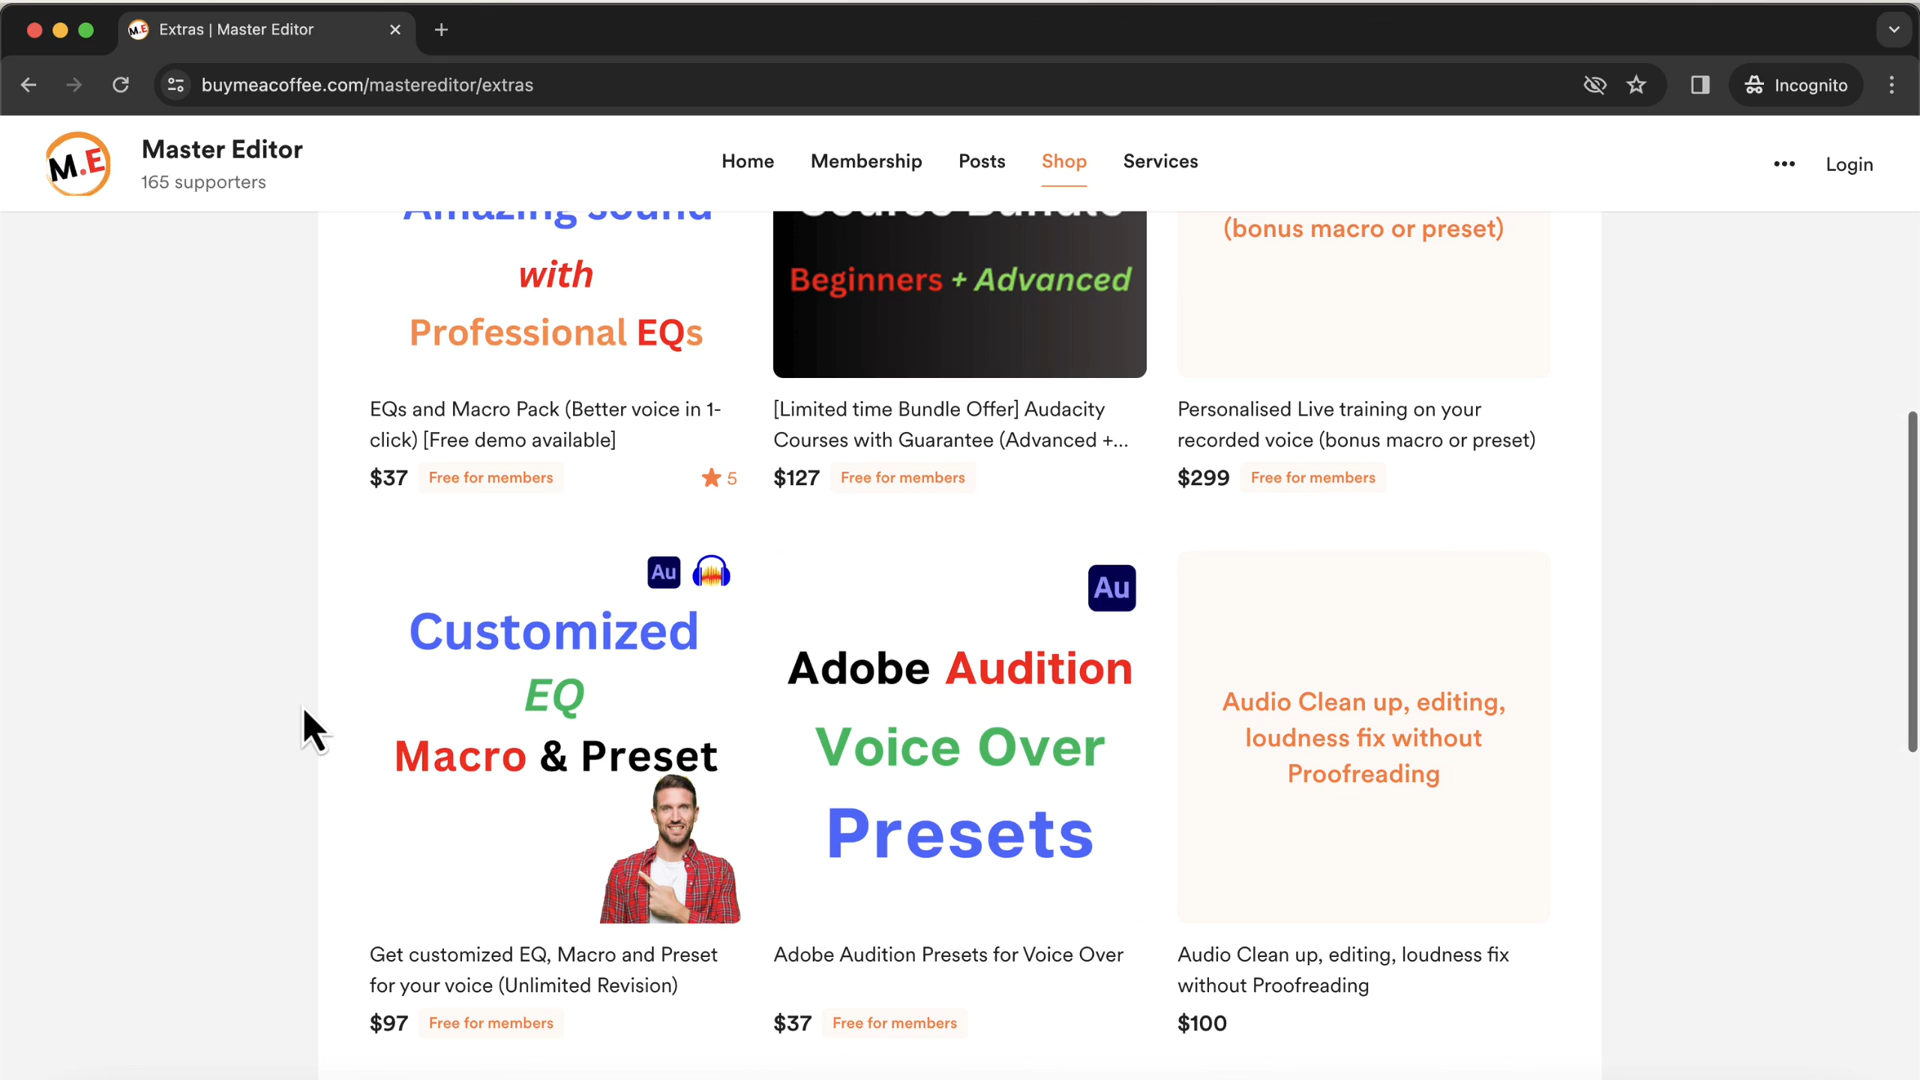 Extras | Master Editor
buymeacoffee.com/mastereditor/extras
Incognito
M.E
Master Editor
165 supporters
Home
Membership
Posts
Shop
Services
Login
Amazing sound
with
Professional EQs
Course Bundle
Beginners + Advanced
(bonus macro or preset)
EQs and Macro Pack (Better voice in 1-
click) [Free demo available]
$37
Free for members
5
[Limited time Bundle Offer] Audacity
Courses with Guarantee (Advanced +...
$127
Free for members
Personalised Live training on your
recorded voice (bonus macro or preset)
$299
Free for members
Au
Customized
EQ
Macro & Preset
Au
Adobe Audition
Voice Over
Presets
Audio Clean up, editing,
loudness fix without
Proofreading
Get customized EQ, Macro and Preset
for your voice (Unlimited Revision)
$97
Free for members
Adobe Audition Presets for Voice Over
$37
Free for members
Audio Clean up, editing, loudness fix
without Proofreading
$100